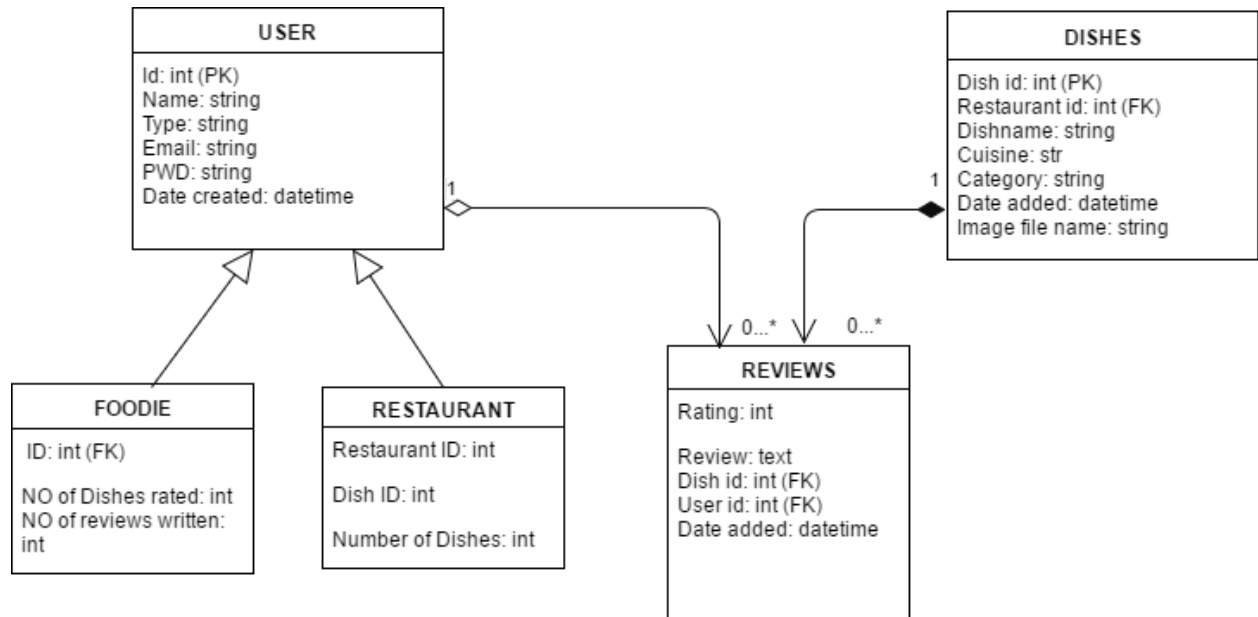 USER
Id: int (PK)
Name: string
Type: string
Email: string
PWD: string
Date created: datetime
1
DISHES
Dish id: int (PK)
Restaurant id: int (FK)
Dishname: string
Cuisine: str
Category: string
Date added: datetime
Image file name: string
1
0...*
0...*
FOODIE
ID: int (FK)
NO of Dishes rated: int
NO of reviews written:
int
RESTAURANT
Restaurant ID: int
Dish ID: int
Number of Dishes: int
REVIEWS
Rating: int
Review: text
Dish id: int (FK)
User id: int (FK)
Date added: datetime